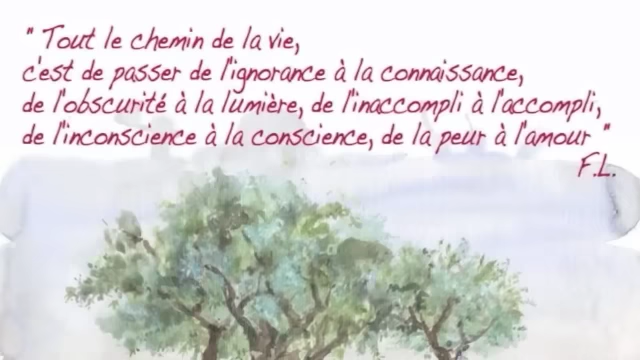 " Tout le chemin de la vie,
c'est de passer de l'ignorance à la connaissance,
de l'obscurité à la lumière, de l'inaccompli à l'accompli,
de l'inconscience à la conscience, de la peur à l'amour "
F.L.